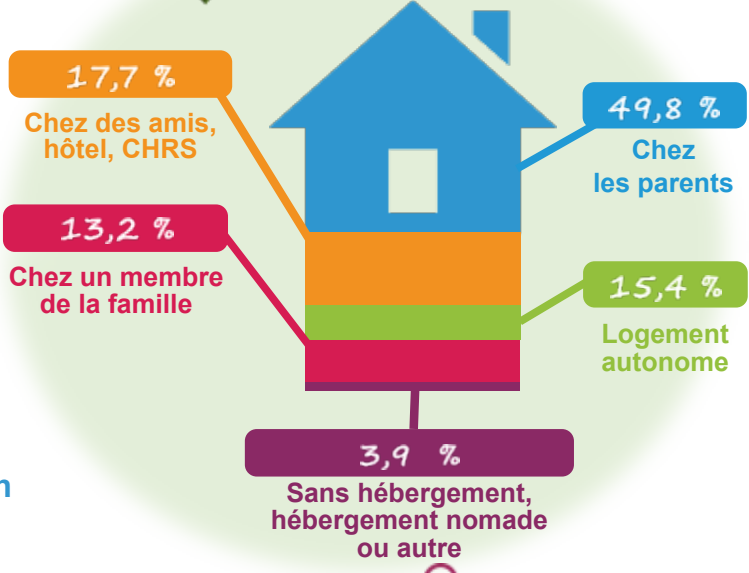 17,7 %
Chez des amis,
hôtel, CHRS
49,8 %
Chez
les parents
13,2 %
Chez un membre
de la famille
15,4 %
Logement
autonome
3,9 %
Sans hébergement,
hébergement nomade
ou autre